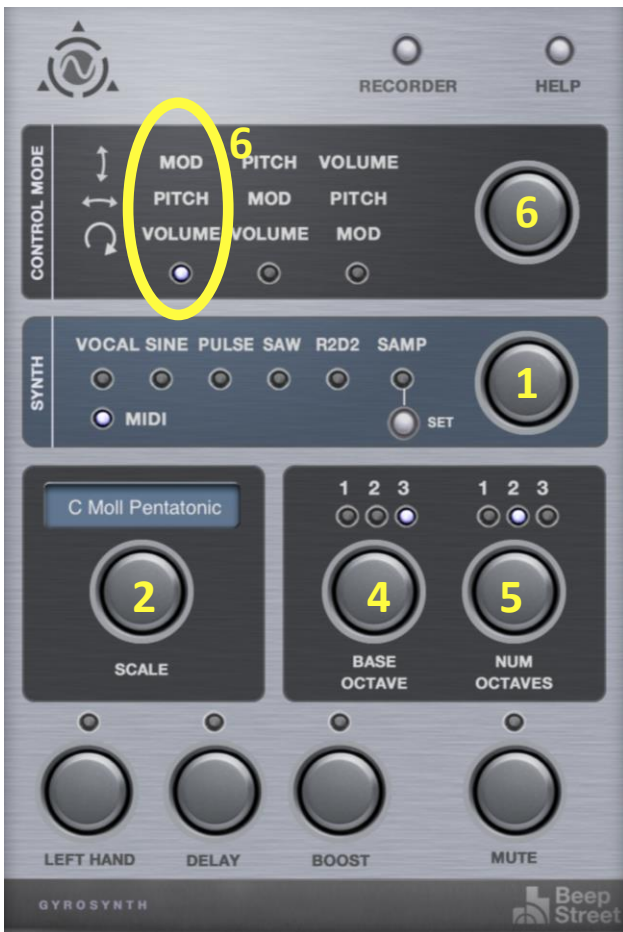 RECORDER HELP
6
CONTROL MODE
MOD PITCH VOLUME
PITCH MOD PITCH
VOLUME VOLUME MOD
6
SYNTH
VOCAL SINE PULSE SAW R2D2 SAMP
1
MIDI SET
C Moll Pentatonic
1 2 3 1 2 3
2 4 5
SCALE
BASE OCTAVE
NUM OCTAVES
LEFT HAND DELAY BOOST MUTE
GYROSYNTH
Beep
Street